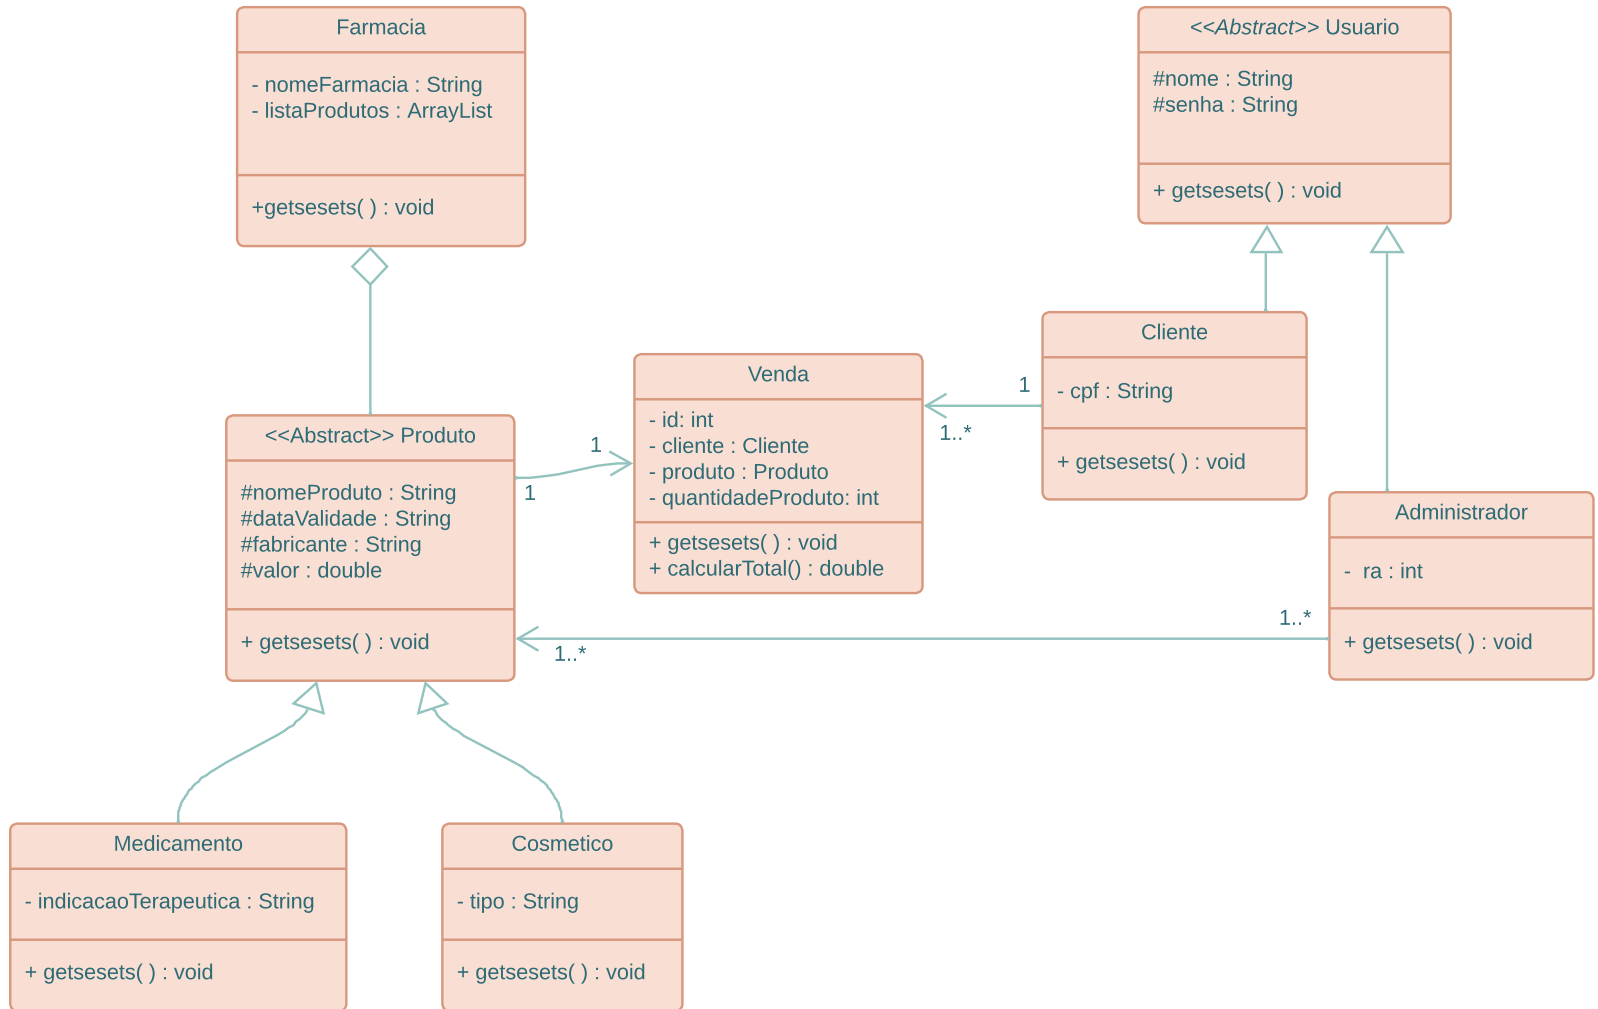 Farmacia
- nomeFarmacia : String
- listaProdutos : ArrayList
+getsesets( ) : void
<<Abstract>> Usuario
#nome : String
#senha : String
+ getsesets( ) : void
Cliente
- cpf : String
+ getsesets( ) : void
1
1..*
Venda
- id: int
- cliente : Cliente
- produto : Produto
- quantidadeProduto: int
+ getsesets( ) : void
+ calcularTotal() : double
1
1
<<Abstract>> Produto
#nomeProduto : String
#dataValidade : String
#fabricante : String
#valor : double
+ getsesets( ) : void
Administrador
-  ra : int
+ getsesets( ) : void
1..*
1..*
Medicamento
- indicacaoTerapeutica : String
+ getsesets( ) : void
Cosmetico
- tipo : String
+ getsesets( ) : void